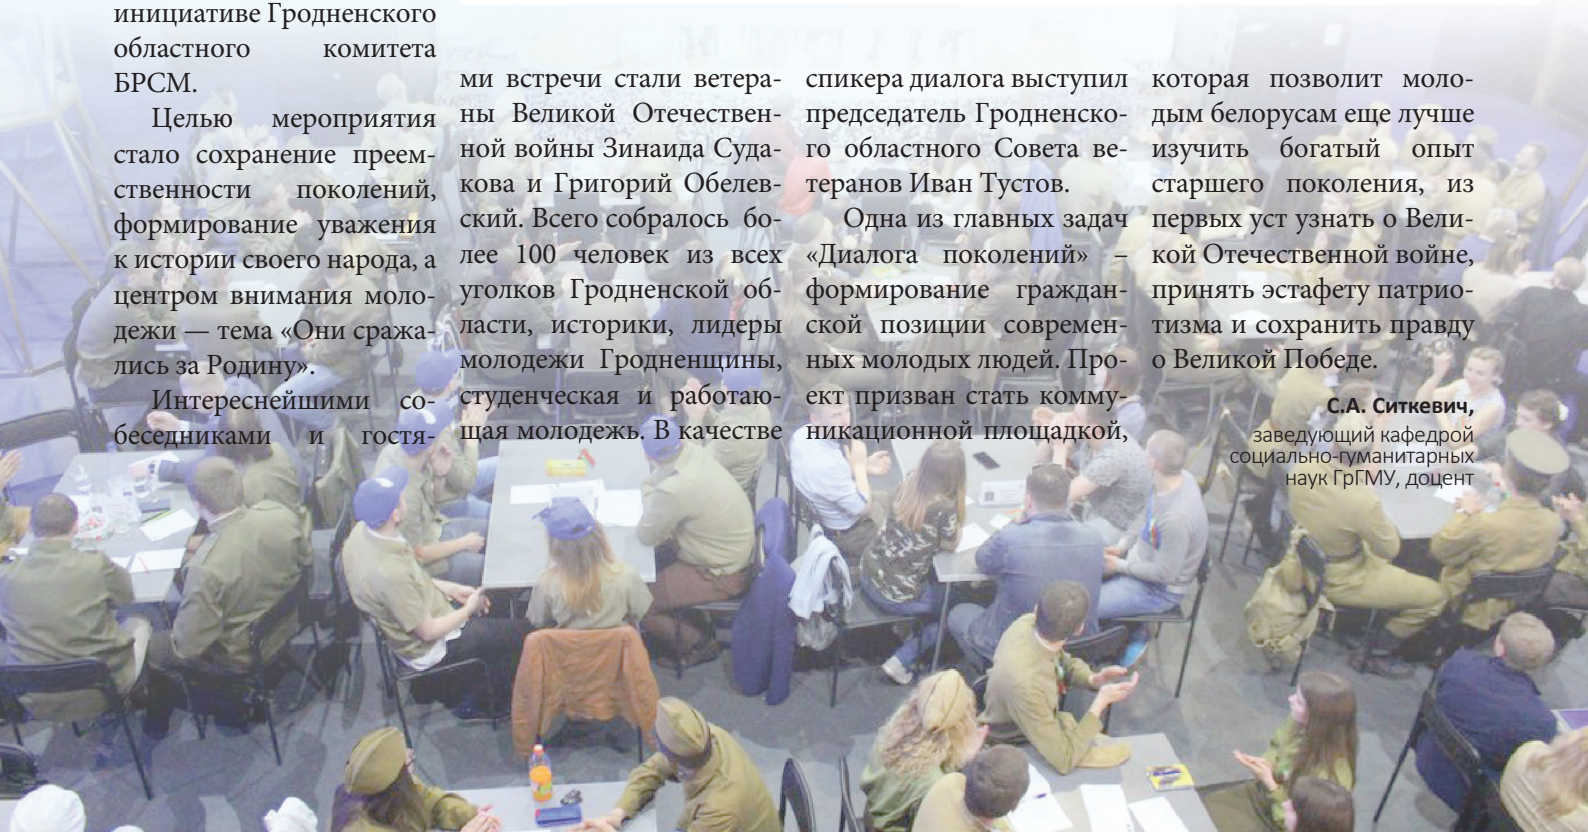 инициативе Гродненского
областного комитета
БРСМ.
Целью мероприятия
стало сохранение преем-
ственности поколений,
формирование уважения
к истории своего народа, а
центром внимания моло-
дежи — тема «Они сража-
лись за Родину».
Интереснейшими со-
беседниками и гостя-
ми встречи стали ветера-
ны Великой Отечествен-
ной войны Зинаида Суда-
кова и Григорий Обелев-
ский. Всего собралось бо-
лее 100 человек из всех
уголков Гродненской об-
ласти, историки, лидеры
молодежи Гродненщины,
студенческая и работаю-
щая молодежь. В качестве
спикера диалога выступил
председатель Гродненско-
го областного Совета ве-
теранов Иван Тустов.
Одна из главных задач
«Диалога поколений» –
формирование граждан-
ской позиции современ-
ных молодых людей. Про-
ект призван стать комму-
никационной площадкой,
которая позволит моло-
дым белорусам еще лучше
изучить богатый опыт
старшего поколения, из
первых уст узнать о Вели-
кой Отечественной войне,
принять эстафету патрио-
тизма и сохранить правду
о Великой Победе.
С.А. Ситкевич,
заведующий кафедрой
социально-гуманитарных
наук ГрГМУ, доцент